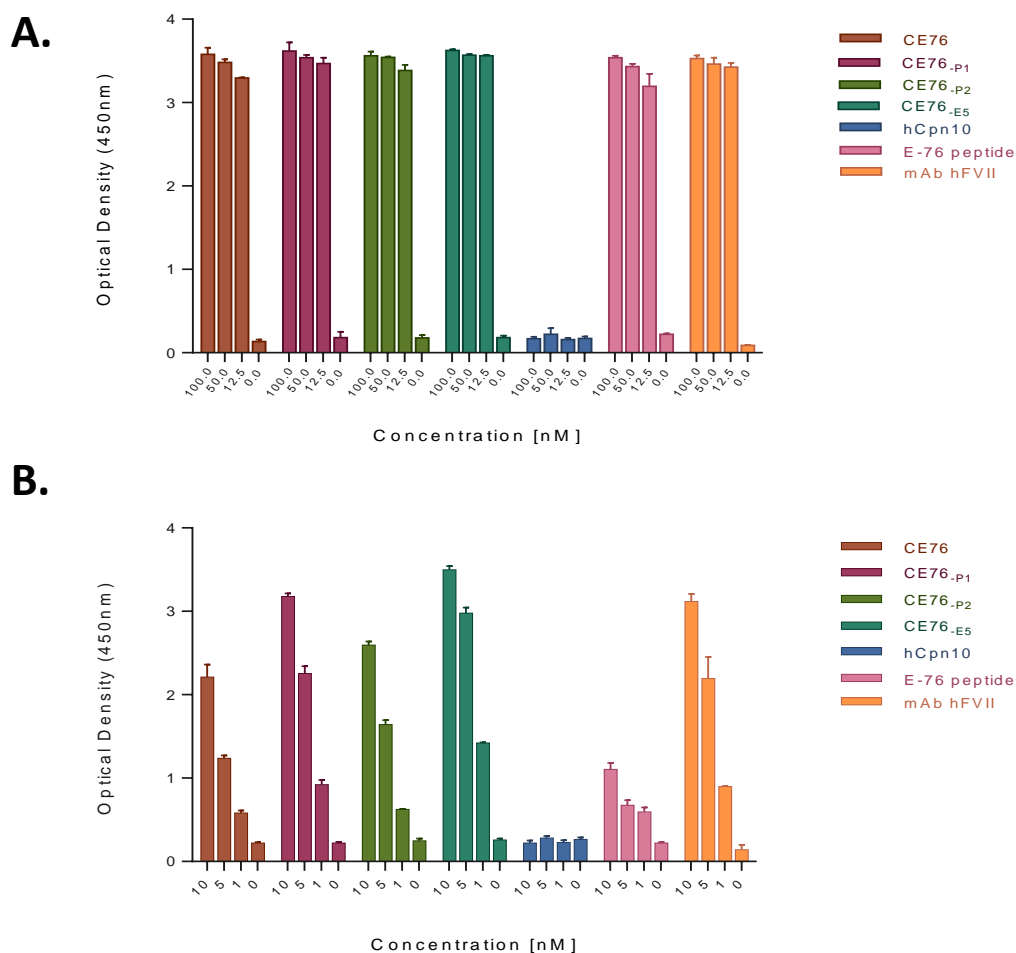 A.
Optical Density (450nm)
4
3
2
1
0
100.0 50.0 12.5 0.0 100.0 50.0 12.5 0.0 100.0 50.0 12.5 0.0 100.0 50.0 12.5 0.0 100.0 50.0 12.5 0.0 100.0 50.0 12.5 0.0 100.0 50.0 12.5 0.0
Concentration [nM]
CE76
CE76-P1
CE76-P2
CE76-E5
hCpn10
E-76 peptide
mAb hFVII
B.
Optical Density (450nm)
4
3
2
1
0
10 5 1 0 10 5 1 0 10 5 1 0 10 5 1 0 10 5 1 0 10 5 1 0 10 5 1 0
Concentration [nM]
CE76
CE76-P1
CE76-P2
CE76-E5
hCpn10
E-76 peptide
mAb hFVII